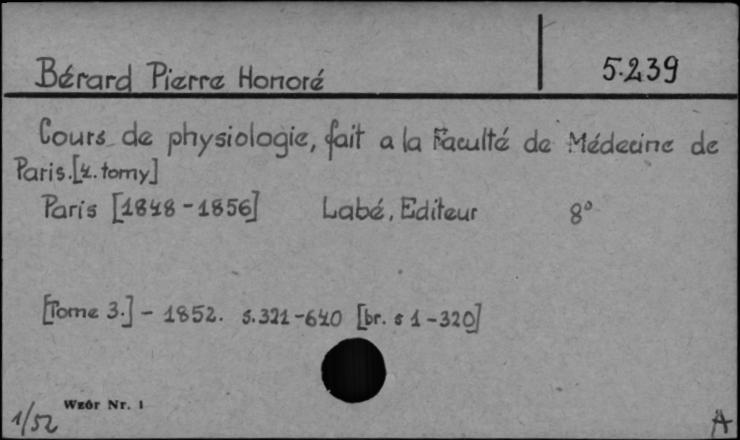 Bérard Pierre Honoré 5.239
Cours de physiologie, fait a la Faculté de Médecine de
Paris. [4. tomy]
Paris [1848-1856] Labé, Editeur 8°
[Tome 3.] - 1852. s. 321-640 [br. s 1-320]
Wzór Nr. 1
1/52 A